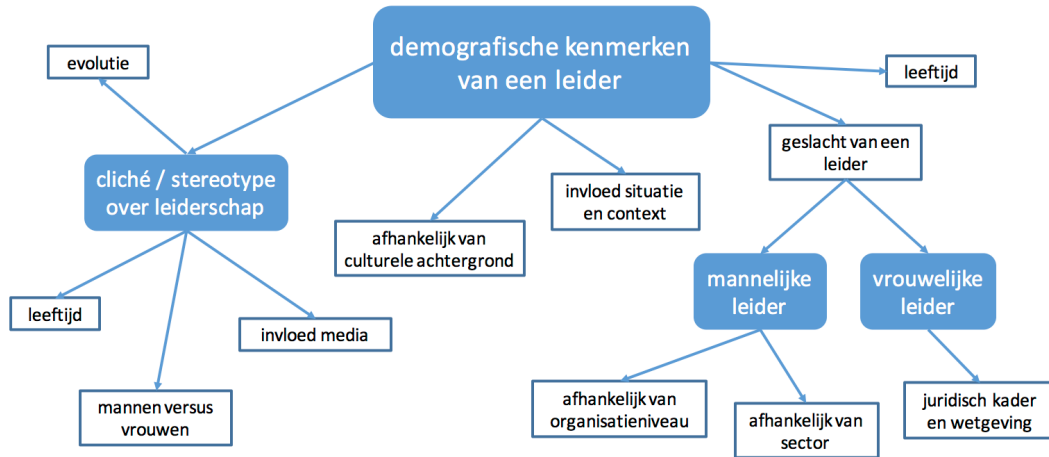 demografische kenmerken
van een leider
evolutie
leeftijd
geslacht van een
leider
cliché / stereotype
over leiderschap
invloed situatie
en context
afhankelijk van
culturele achtergrond
mannelijke
leider
vrouwelijke
leider
leeftijd
invloed media
mannen versus
vrouwen
afhankelijk van
organisatieniveau
afhankelijk van
sector
juridisch kader
en wetgeving